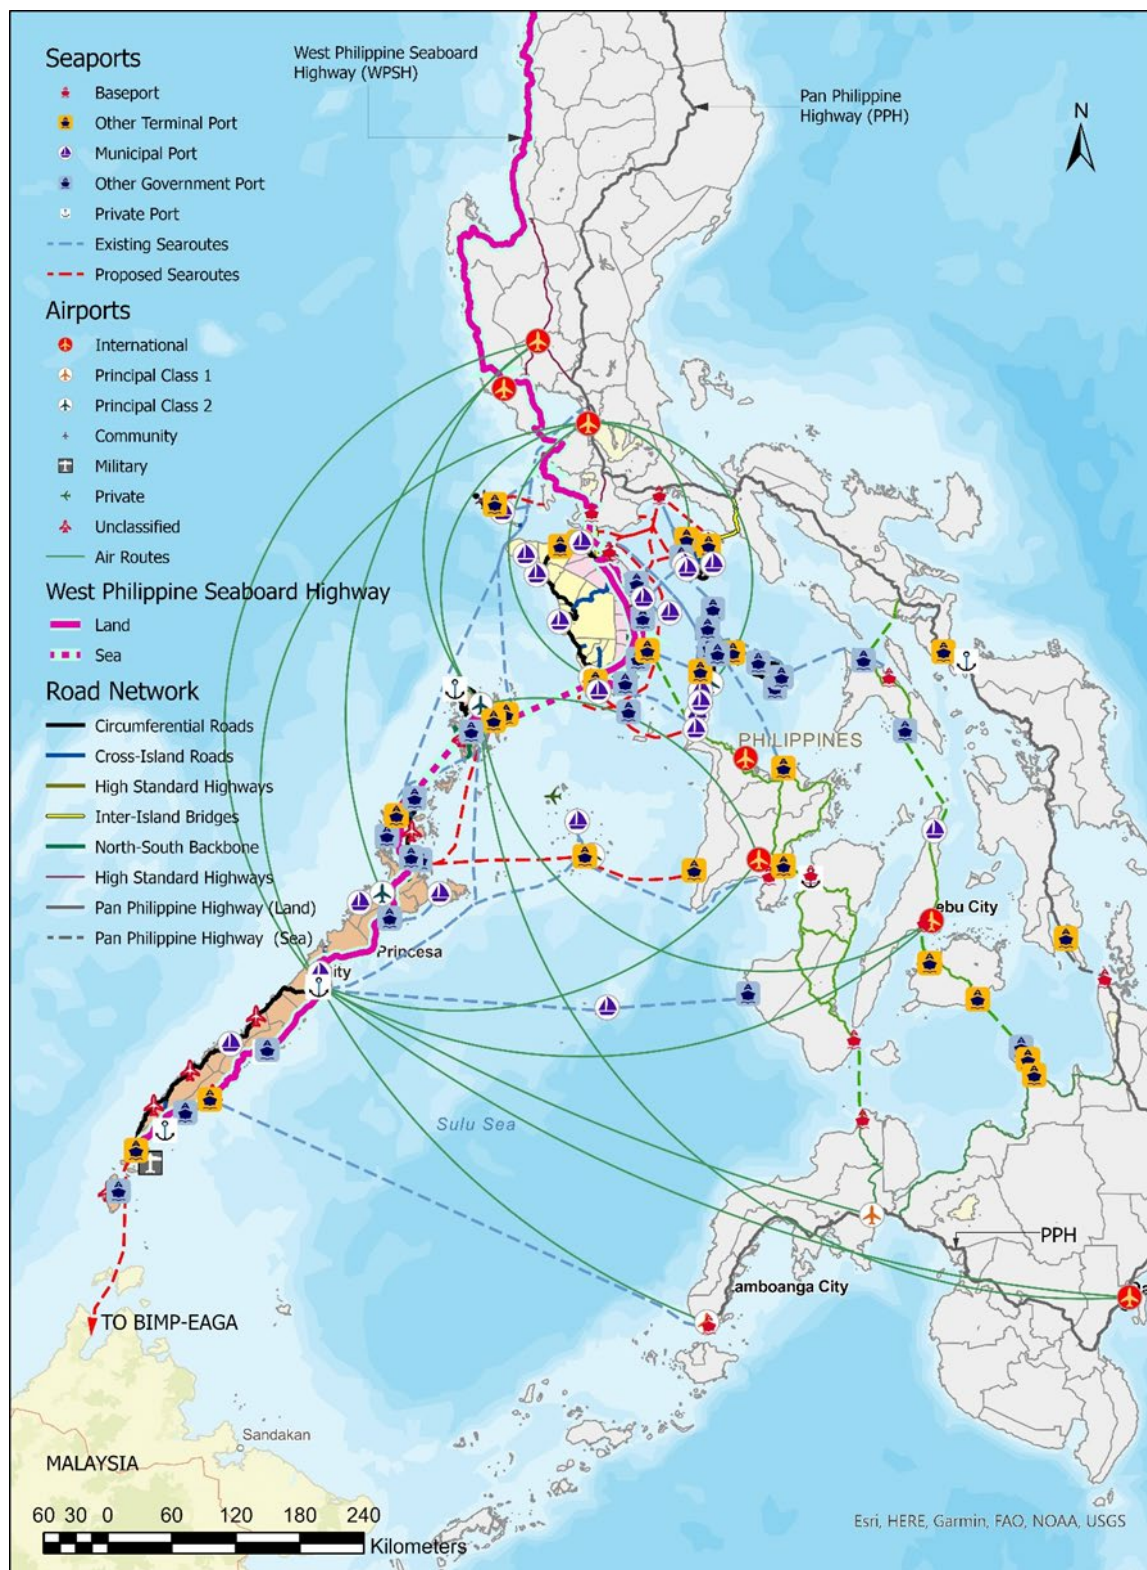 Seaports
Baseport
Other Terminal Port
Municipal Port
Other Government Port
Private Port
Existing Searoutes
Proposed Searoutes
Airports
International
Principal Class 1
Principal Class 2
Community
Military
Private
Unclassified
Air Routes
West Philippine Seaboard Highway
Land
Sea
Road Network
Circumferential Roads
Cross-Island Roads
High Standard Highways
Inter-Island Bridges
North-South Backbone
High Standard Highways
Pan Philippine Highway (Land)
Pan Philippine Highway (Sea)
West Philippine Seaboard
Highway (WPSH)
Pan Philippine
Highway (PPH)
N
PHILIPPINES
ebu City
Princesa
ity
Sulu Sea
PPH
amboanga City
Da
TO BIMP-EAGA
Sandakan
MALAYSIA
60 30 0 60 120 180 240
Kilometers
Esri, HERE, Garmin, FAO, NOAA, USGS